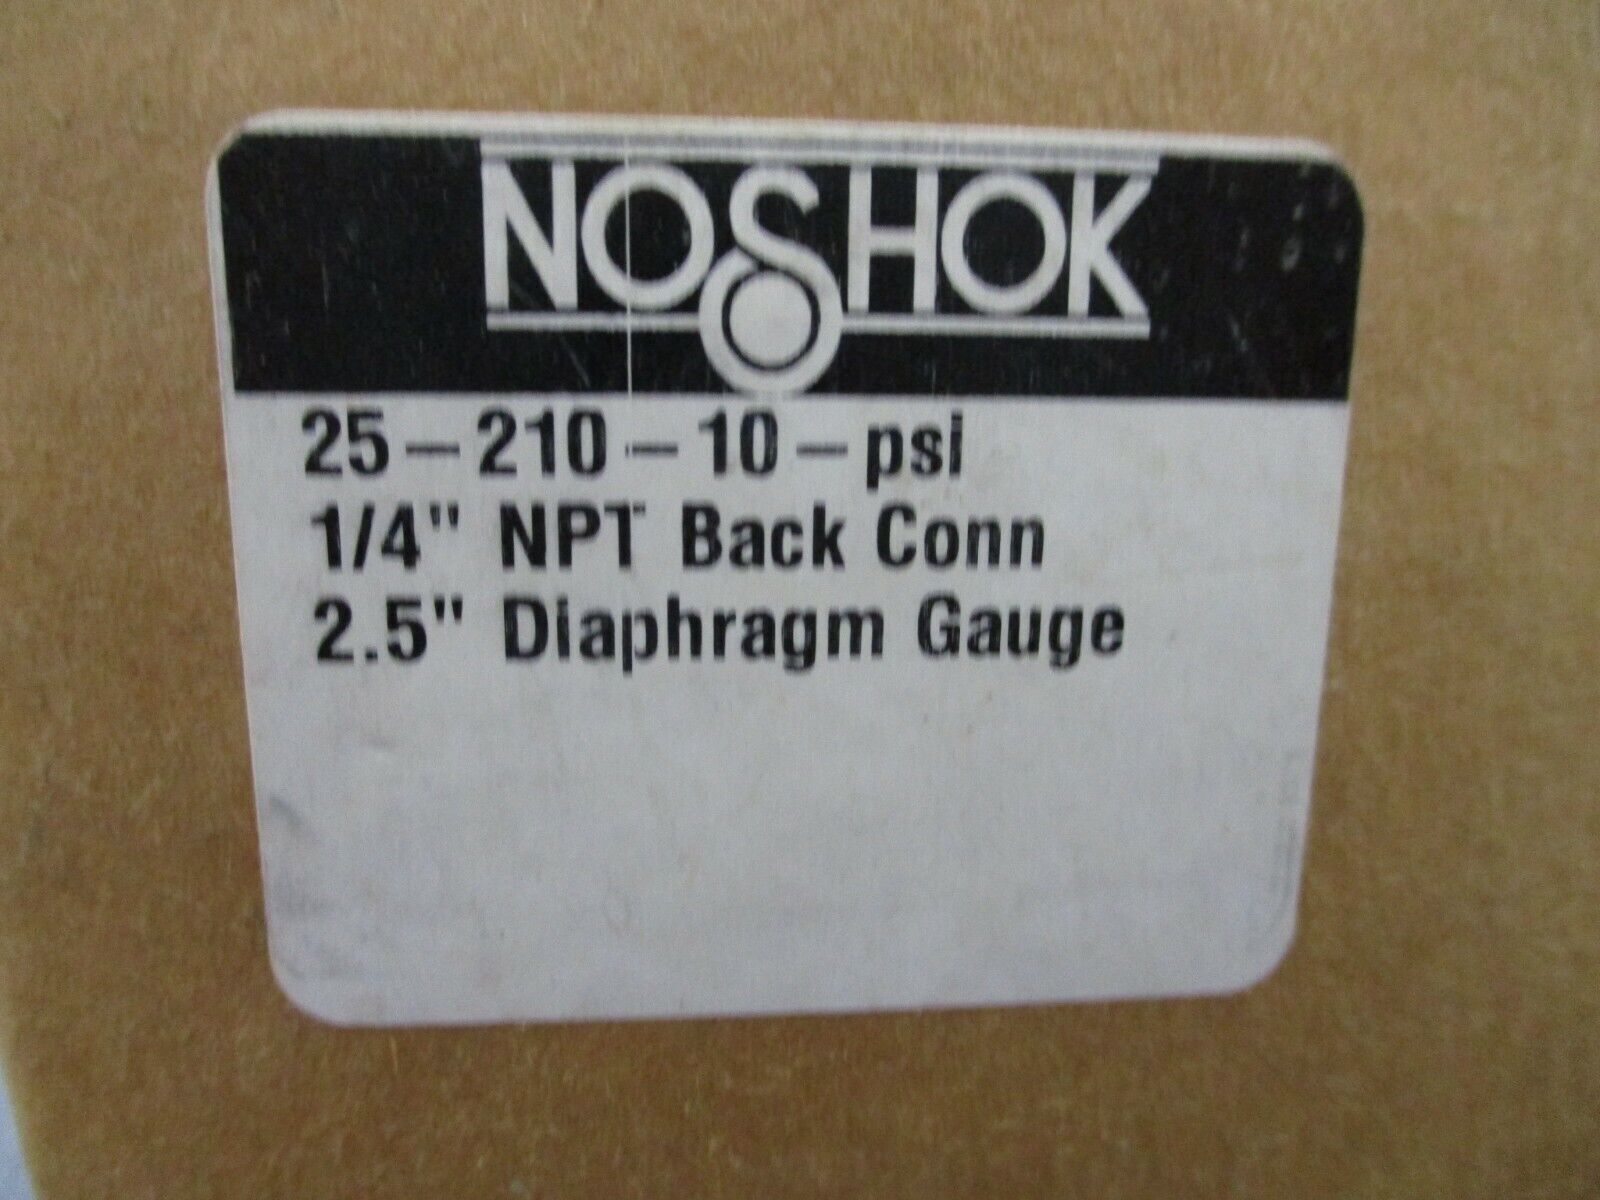 NOSHOK
25-210-10-psi
1/4" NPT Back Conn
2.5" Diaphragm Gauge